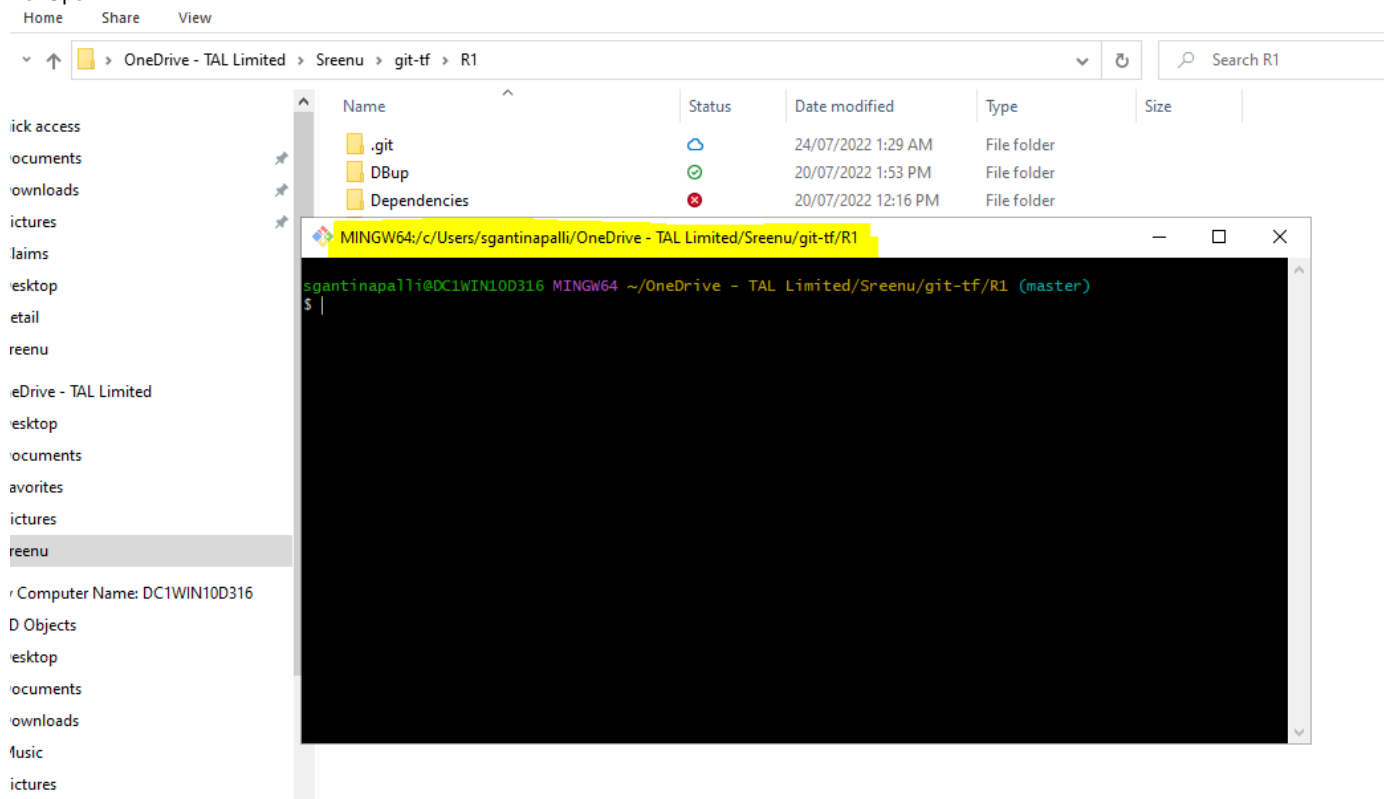 Home Share View
OneDrive - TAL Limited > Sreenu > git-tf > R1
Search R1
Name Status Date modified Type Size
.git 24/07/2022 1:29 AM File folder
DBup 20/07/2022 1:53 PM File folder
Dependencies 20/07/2022 12:16 PM File folder
MINGW64:/c/Users/sgantinapalli/OneDrive - TAL Limited/Sreenu/git-tf/R1
sgantinapalli@DC1WIN10D316 MINGW64 ~/OneDrive - TAL Limited/Sreenu/git-tf/R1 (master)
$
ick access
ocuments
ownloads
ictures
laims
esktop
etail
reenu
eDrive - TAL Limited
esktop
ocuments
avorites
ictures
reenu
Computer Name: DC1WIN10D316
D Objects
esktop
ocuments
ownloads
usic
ictures